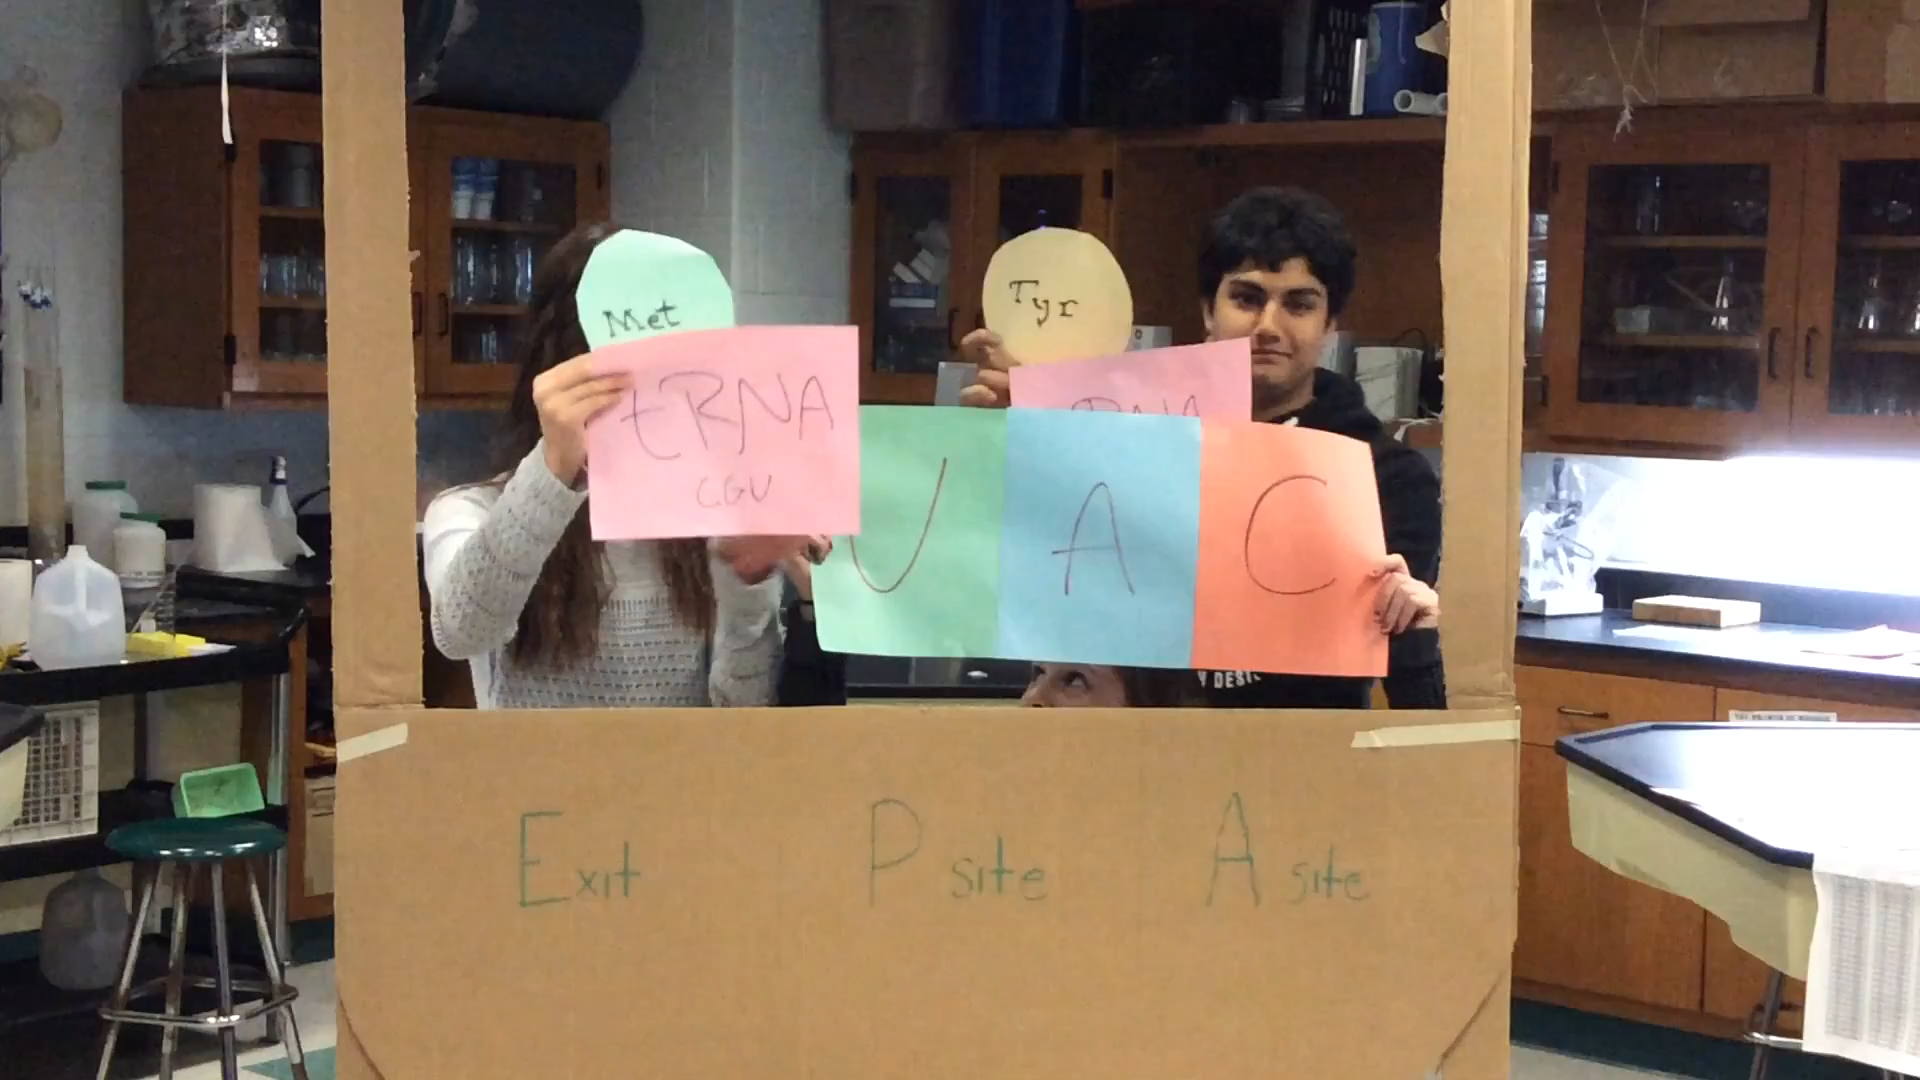 Met
Tyr
tRNA
CGU
U A C
Exit P site A site